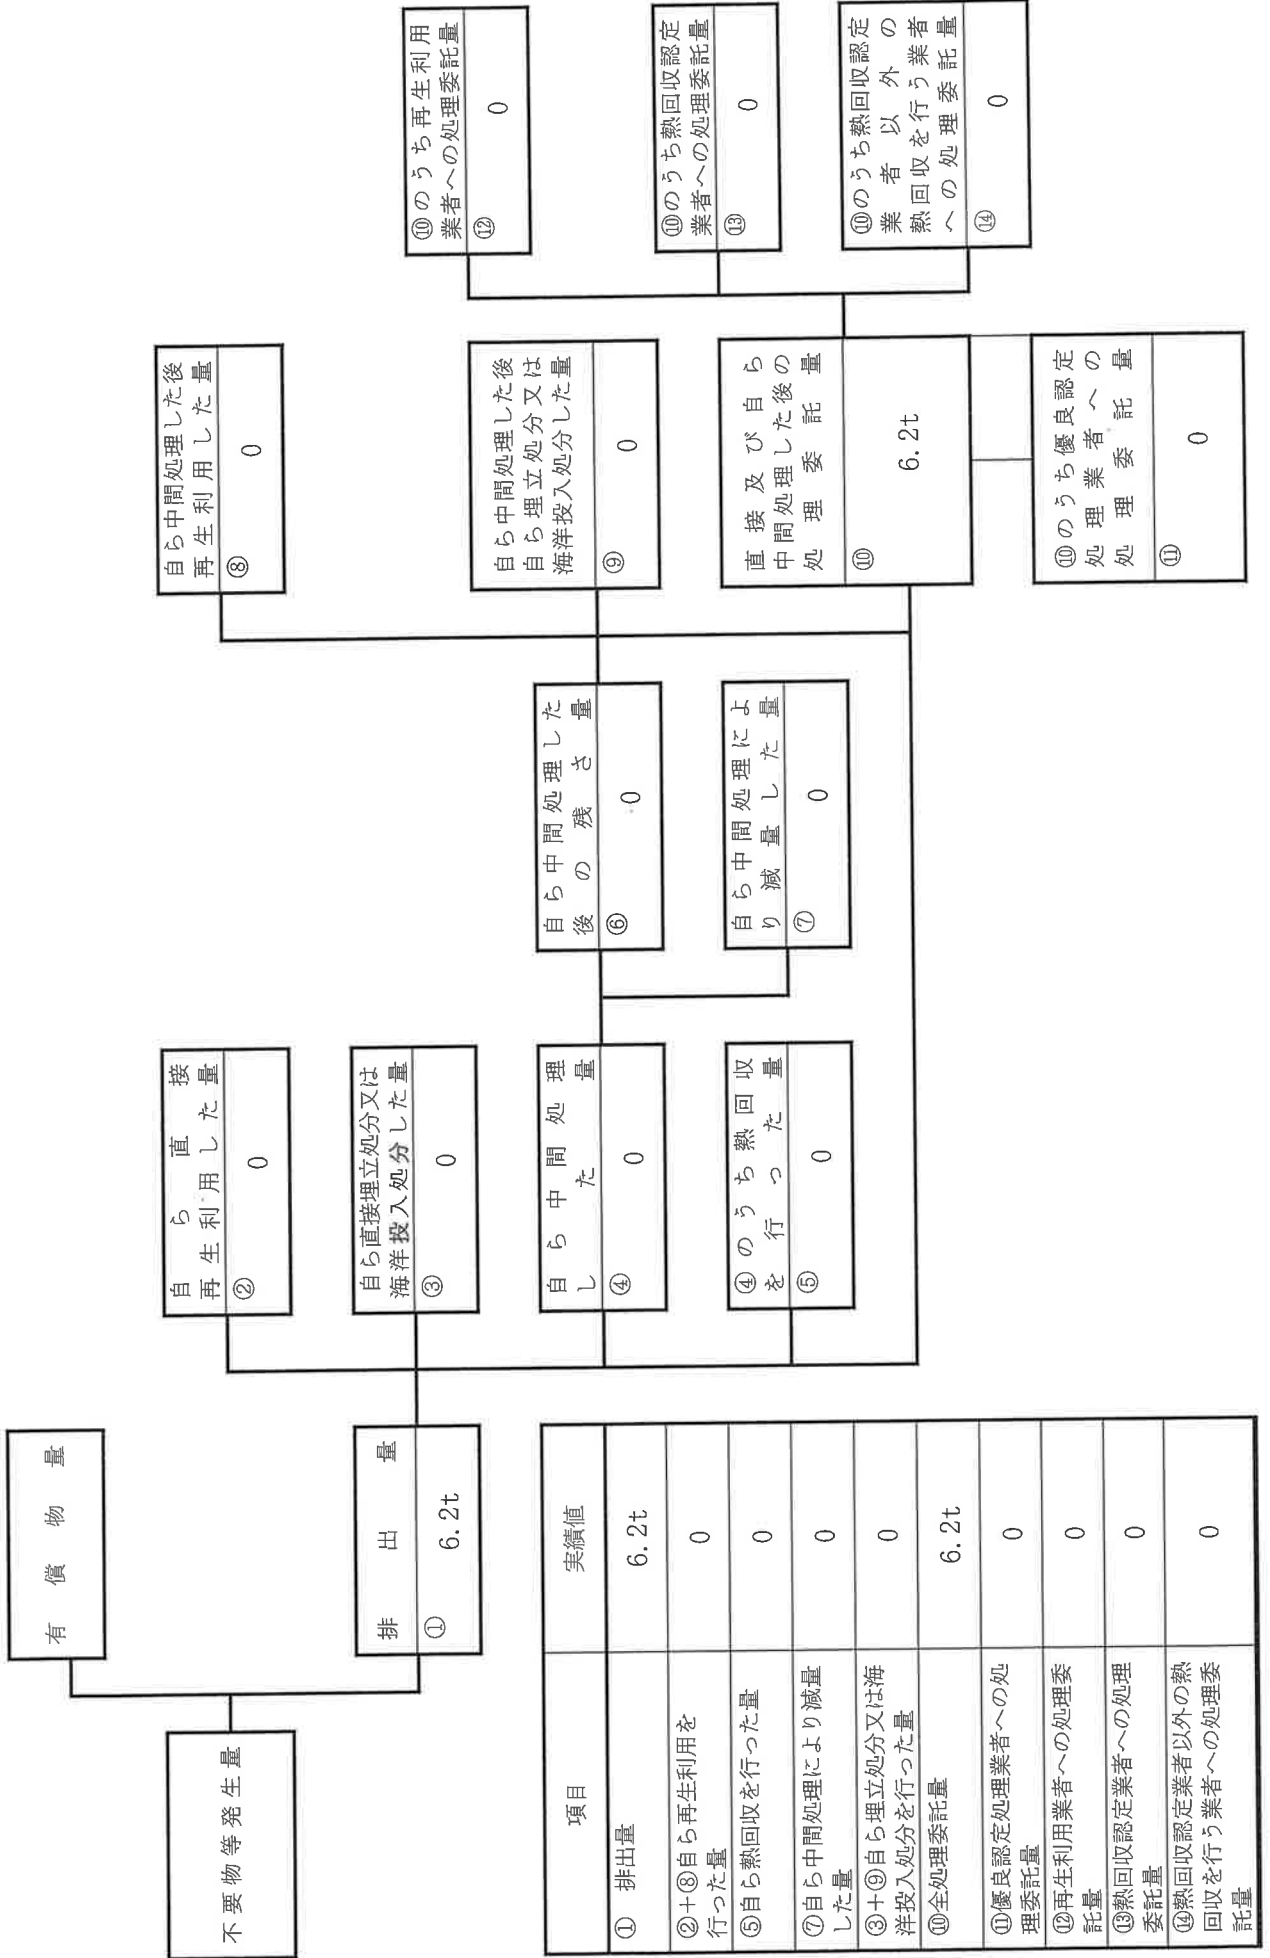 不要物等発生量
有償物量
排出量
①
6.2t
自ら直接
再生利用した量
②
0
自ら直接埋立処分又は
海洋投入処分した量
③
0
自ら中間処理
した量
④
0
④のうち熱回収
を行った量
⑤
0
自ら中間処理した
後の残さ量
⑥
0
自ら中間処理によ
り減量した量
⑦
0
自ら中間処理した後
再生利用した量
⑧
0
自ら中間処理した後
自ら埋立処分又は
海洋投入処分した量
⑨
0
直接及び自ら
中間処理した後の
処理委託量
⑩
6.2t
⑩のうち優良認定
処理業者への
処理委託量
⑪
0
⑩のうち再生利用
業者への処理委託量
⑫
0
⑩のうち熱回収認定
業者への処理委託量
⑬
0
⑩のうち熱回収認定
業者以外の
熱回収を行う業者
への処理委託量
⑭
0
項目 実績値
① 排出量 6.2t
②+⑧自ら再生利用を
行った量 0
⑤自ら熱回収を行った量 0
⑦自ら中間処理により減量
した量 0
③+⑨自ら埋立処分又は海
洋投入処分を行った量 0
⑩全処理委託量 6.2t
⑪優良認定処理業者への処
理委託量 0
⑫再生利用業者への処理委
託量 0
⑬熱回収認定業者への処理
委託量 0
⑭熱回収認定業者以外の熱
回収を行う業者への処理委
託量 0